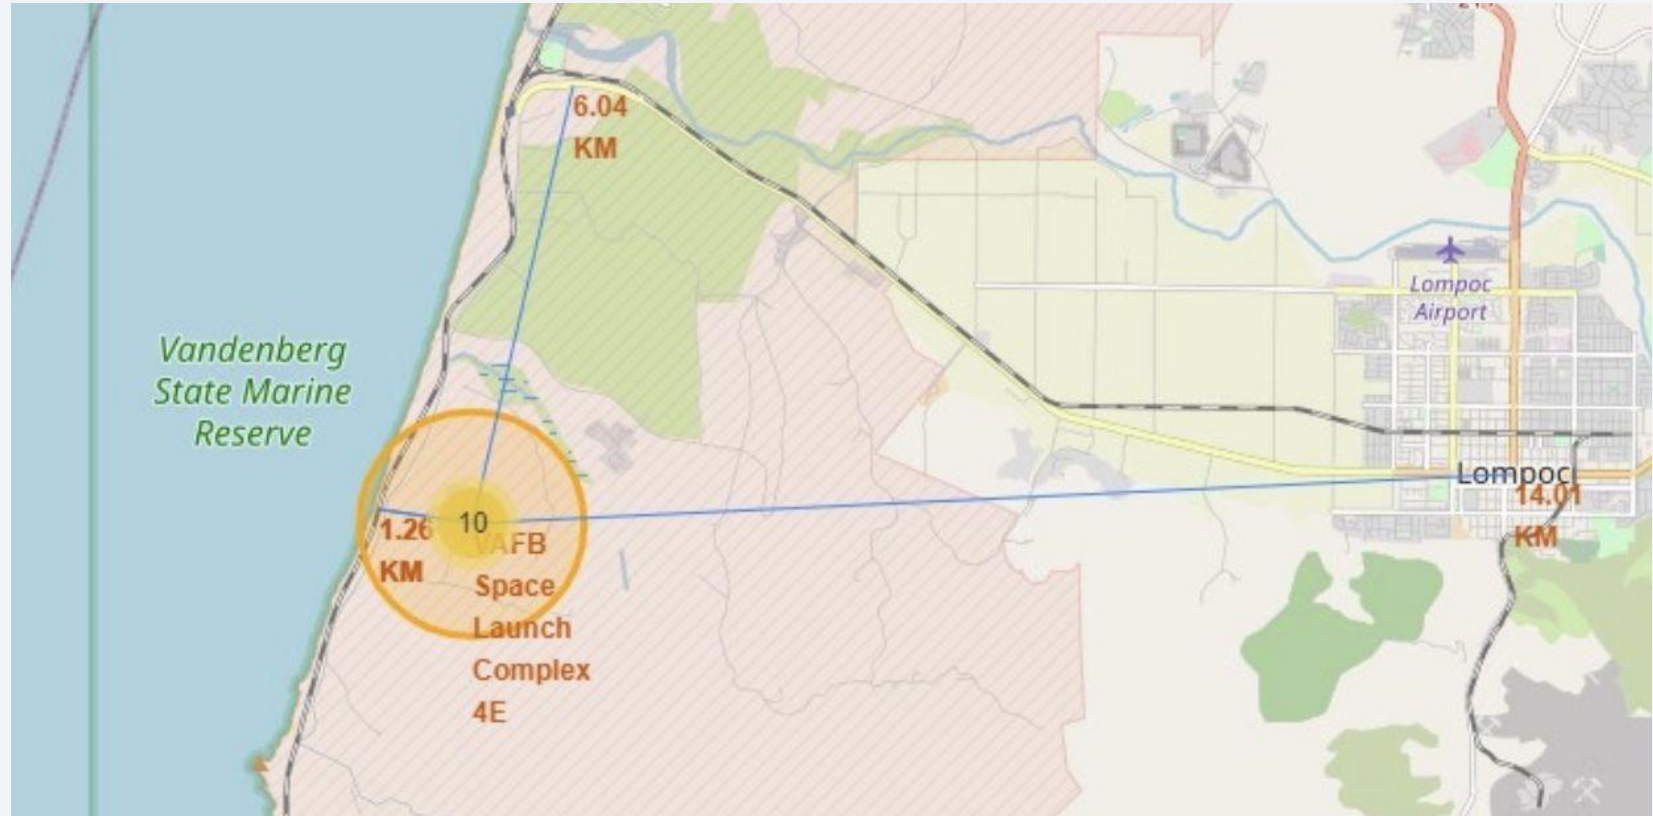 6.04
KM
Lompoc
Airport
Vandenberg
State Marine
Reserve
Lompoc
14.01
KM
1.26
KM
10
VAFB
Space
Launch
Complex
4E